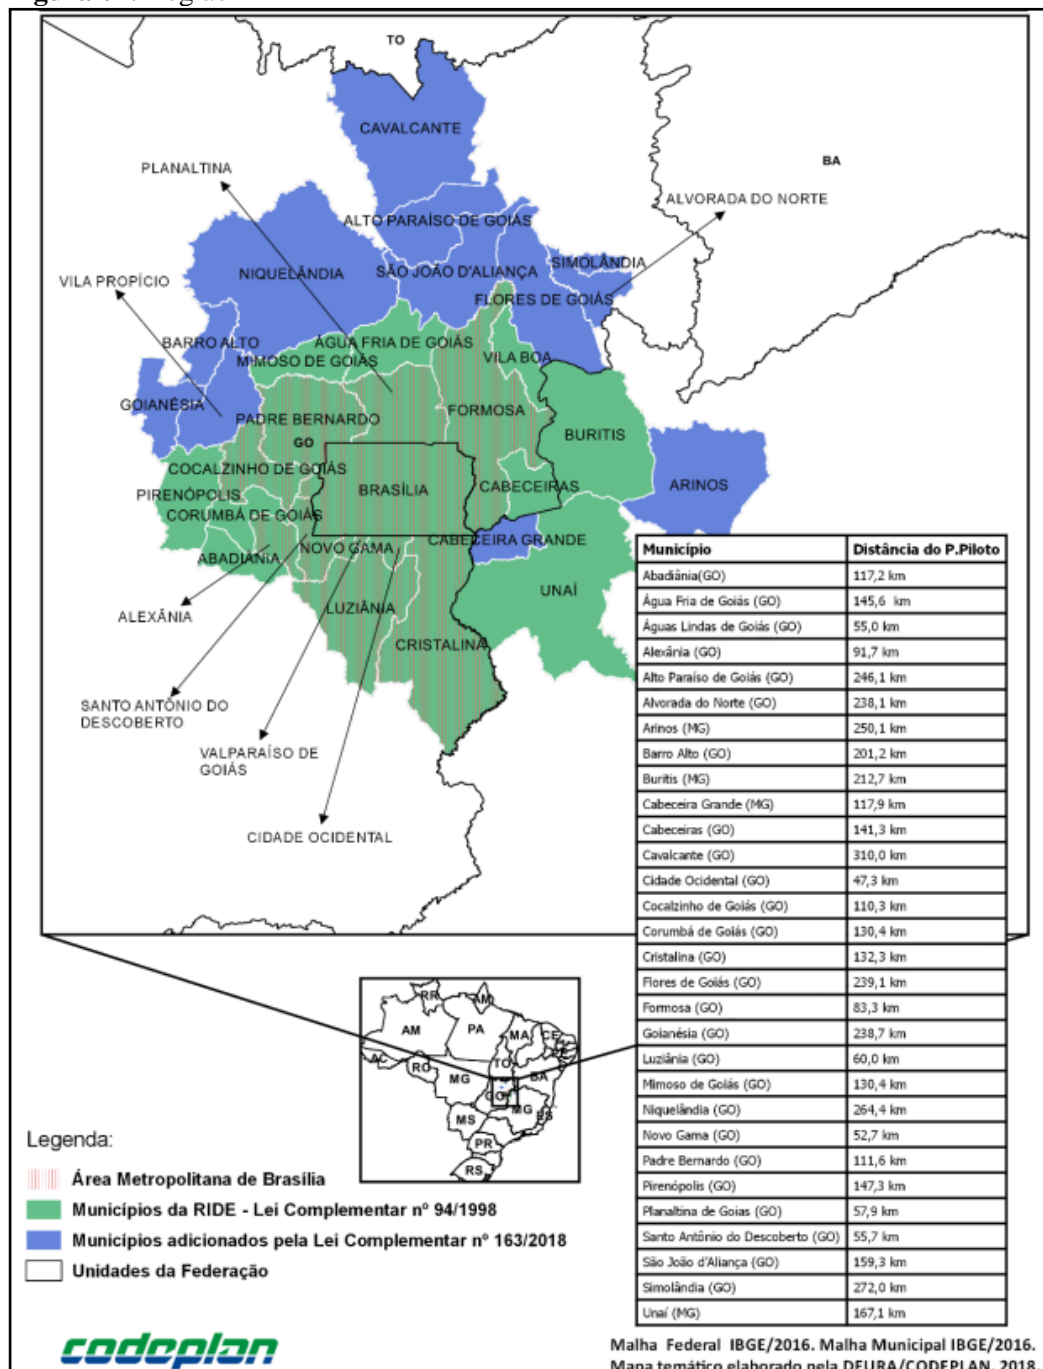 TO
CAVALCANTE
PLANALTINA
BA
ALVORADA DO NORTE
ALTO PARAÍSO DE GOIÁS
SIMOLÂNDIA
NIQUELÂNDIA
SÃO JOÃO D'ALIANÇA
VILA PROPÍCIO
FLORES DE GOIÁS
BARRO ALTO
ÁGUA FRIA DE GOIÁS
MIMOSO DE GOIÁS
VILA BOA
GOIANÉSIA
PADRE BERNARDO
FORMOSA
GO
BURITIS
COCALZINHO DE GOIÁS
BRASÍLIA
CABECEIRAS
ARINOS
PIRENÓPOLIS
CORUMBÁ DE GOIÁS
NOVO GAMA
CABECEIRA GRANDE
ABADIÂNIA
UNAÍ
LUZIÂNIA
ALEXÂNIA
CRISTALINA
SANTO ANTÔNIO DO
DESCOBERTO
VALPARAÍSO DE
GOIÁS
CIDADE OCIDENTAL
Município Distância do P.Piloto
Abadiânia(GO) 117,2 km
Água Fria de Goiás (GO) 145,6 km
Águas Lindas de Goiás (GO) 55,0 km
Alexânia (GO) 91,7 km
Alto Paraíso de Goiás (GO) 246,1 km
Alvorada do Norte (GO) 238,1 km
Arinos (MG) 250,1 km
Barro Alto (GO) 201,2 km
Buritis (MG) 212,7 km
Cabeceira Grande (MG) 117,9 km
Cabeceiras (GO) 141,3 km
Cavalcante (GO) 310,0 km
Cidade Ocidental (GO) 47,3 km
Cocalzinho de Goiás (GO) 110,3 km
Corumbá de Goiás (GO) 130,4 km
Cristalina (GO) 132,3 km
Flores de Goiás (GO) 239,1 km
Formosa (GO) 83,3 km
Goianésia (GO) 238,7 km
Luziânia (GO) 60,0 km
Mimoso de Goiás (GO) 130,4 km
Niquelândia (GO) 264,4 km
Novo Gama (GO) 52,7 km
Padre Bernardo (GO) 111,6 km
Pirenópolis (GO) 147,3 km
Planaltina de Goias (GO) 57,9 km
Santo Antônio do Descoberto (GO) 55,7 km
São João d'Aliança (GO) 159,3 km
Simolândia (GO) 272,0 km
Unaí (MG) 167,1 km
RR
AM
AM
PA
MA
CE
AC
RO
TO
BA
MG
GO
MG
ES
MS
PR
RS
Legenda:
Área Metropolitana de Brasília
Municípios da RIDE - Lei Complementar nº 94/1998
Municípios adicionados pela Lei Complementar nº 163/2018
Unidades da Federação
codeplan
Malha Federal IBGE/2016. Malha Municipal IBGE/2016.
Mapa temático elaborado pela DEURA/CODEPLAN, 2018.